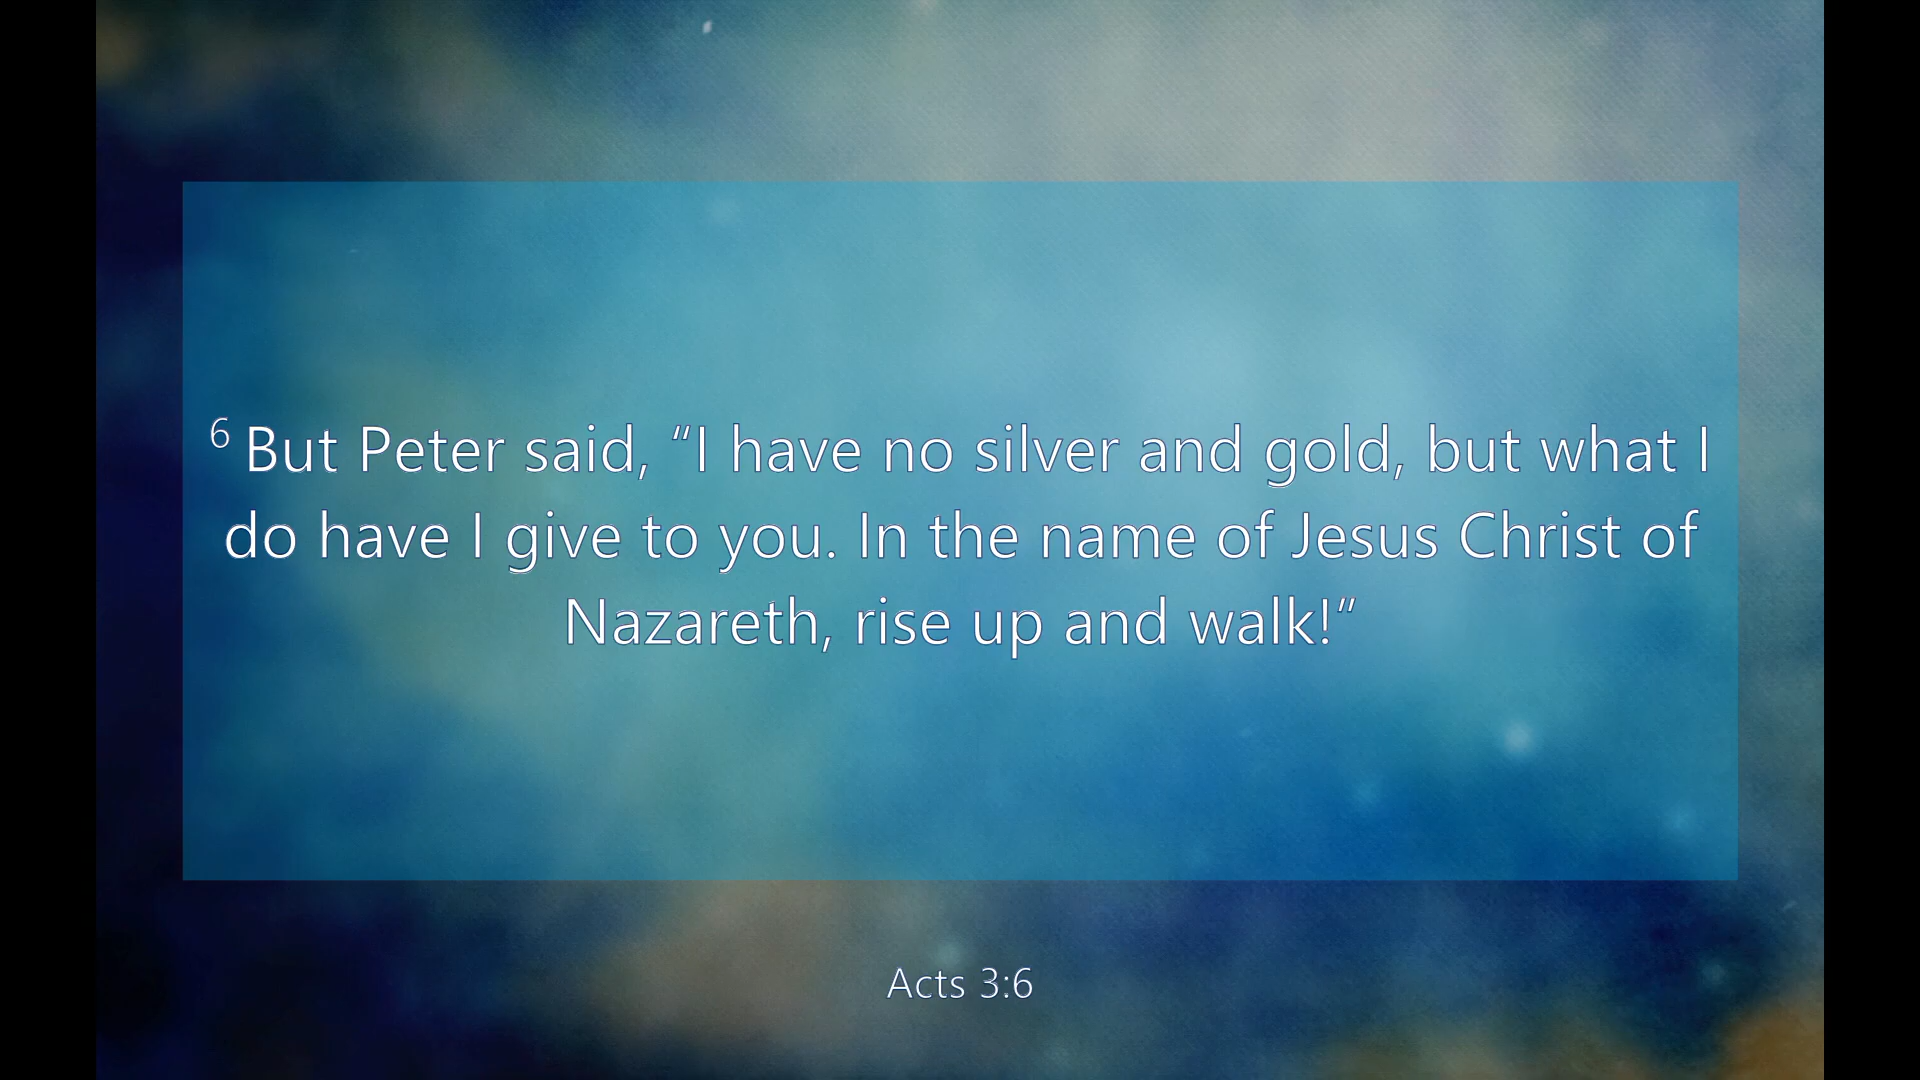 6 But Peter said, “I have no silver and gold, but what I
do have I give to you. In the name of Jesus Christ of
Nazareth, rise up and walk!”
Acts 3:6